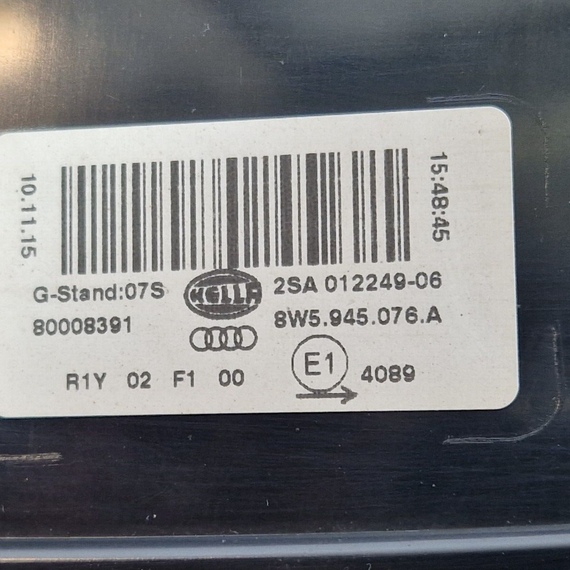 10.11.15
15:48:45
G-Stand:07S
HELLA
2SA 012249-06
80008391
8W5.945.076.A
R1Y 02 F1 00
E1
4089